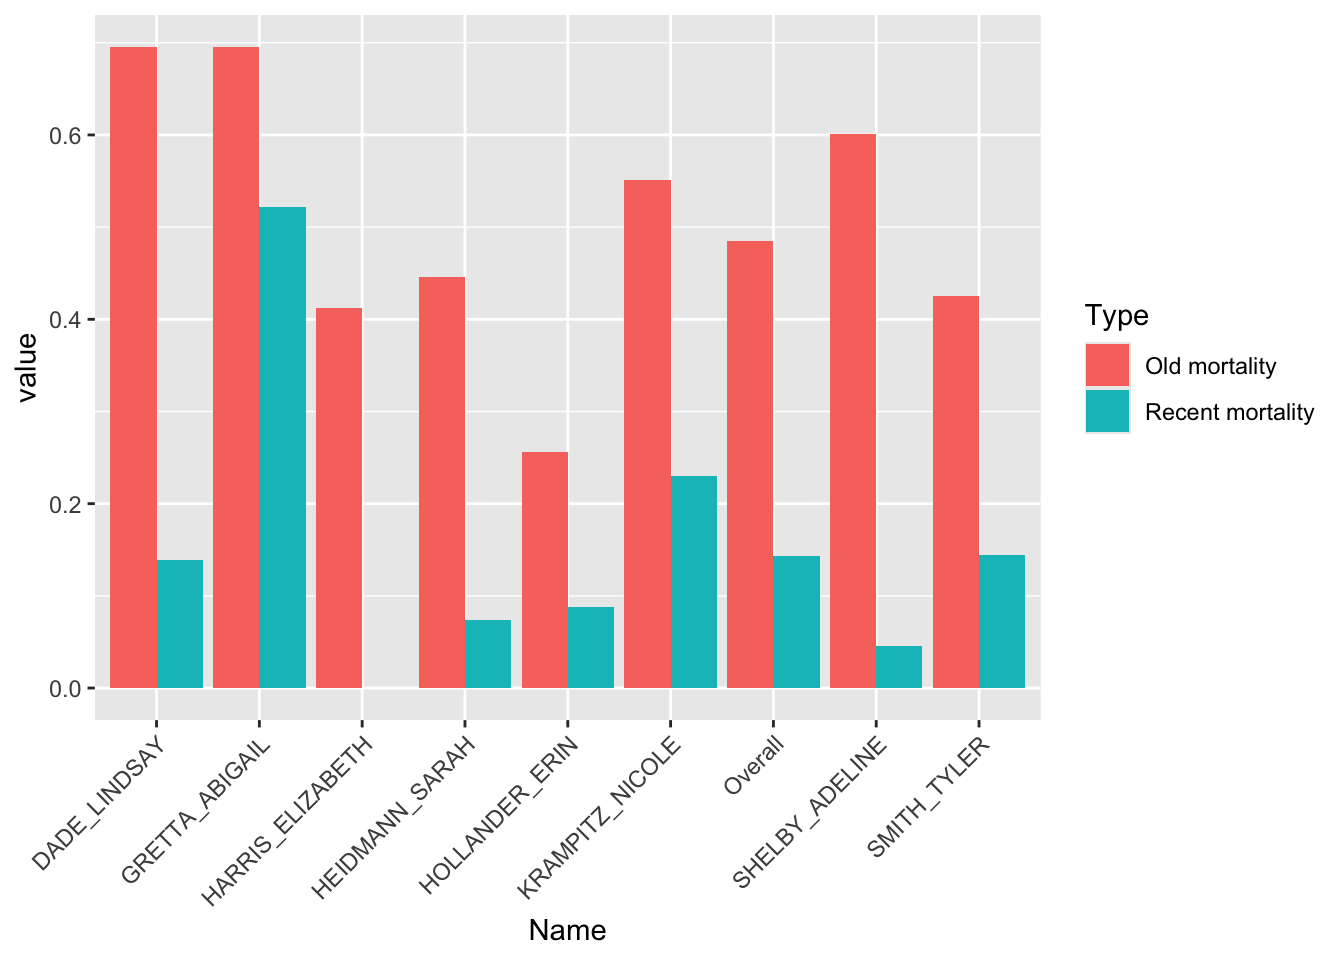 0.6
0.4
0.2
0.0
value
DADE_LINDSAY
GRETTA_ABIGAIL
HARRIS_ELIZABETH
HEIDMANN_SARAH
HOLLANDER_ERIN
KRAMPITZ_NICOLE
Overall
SHELBY_ADELINE
SMITH_TYLER
Name
Type
Old mortality
Recent mortality